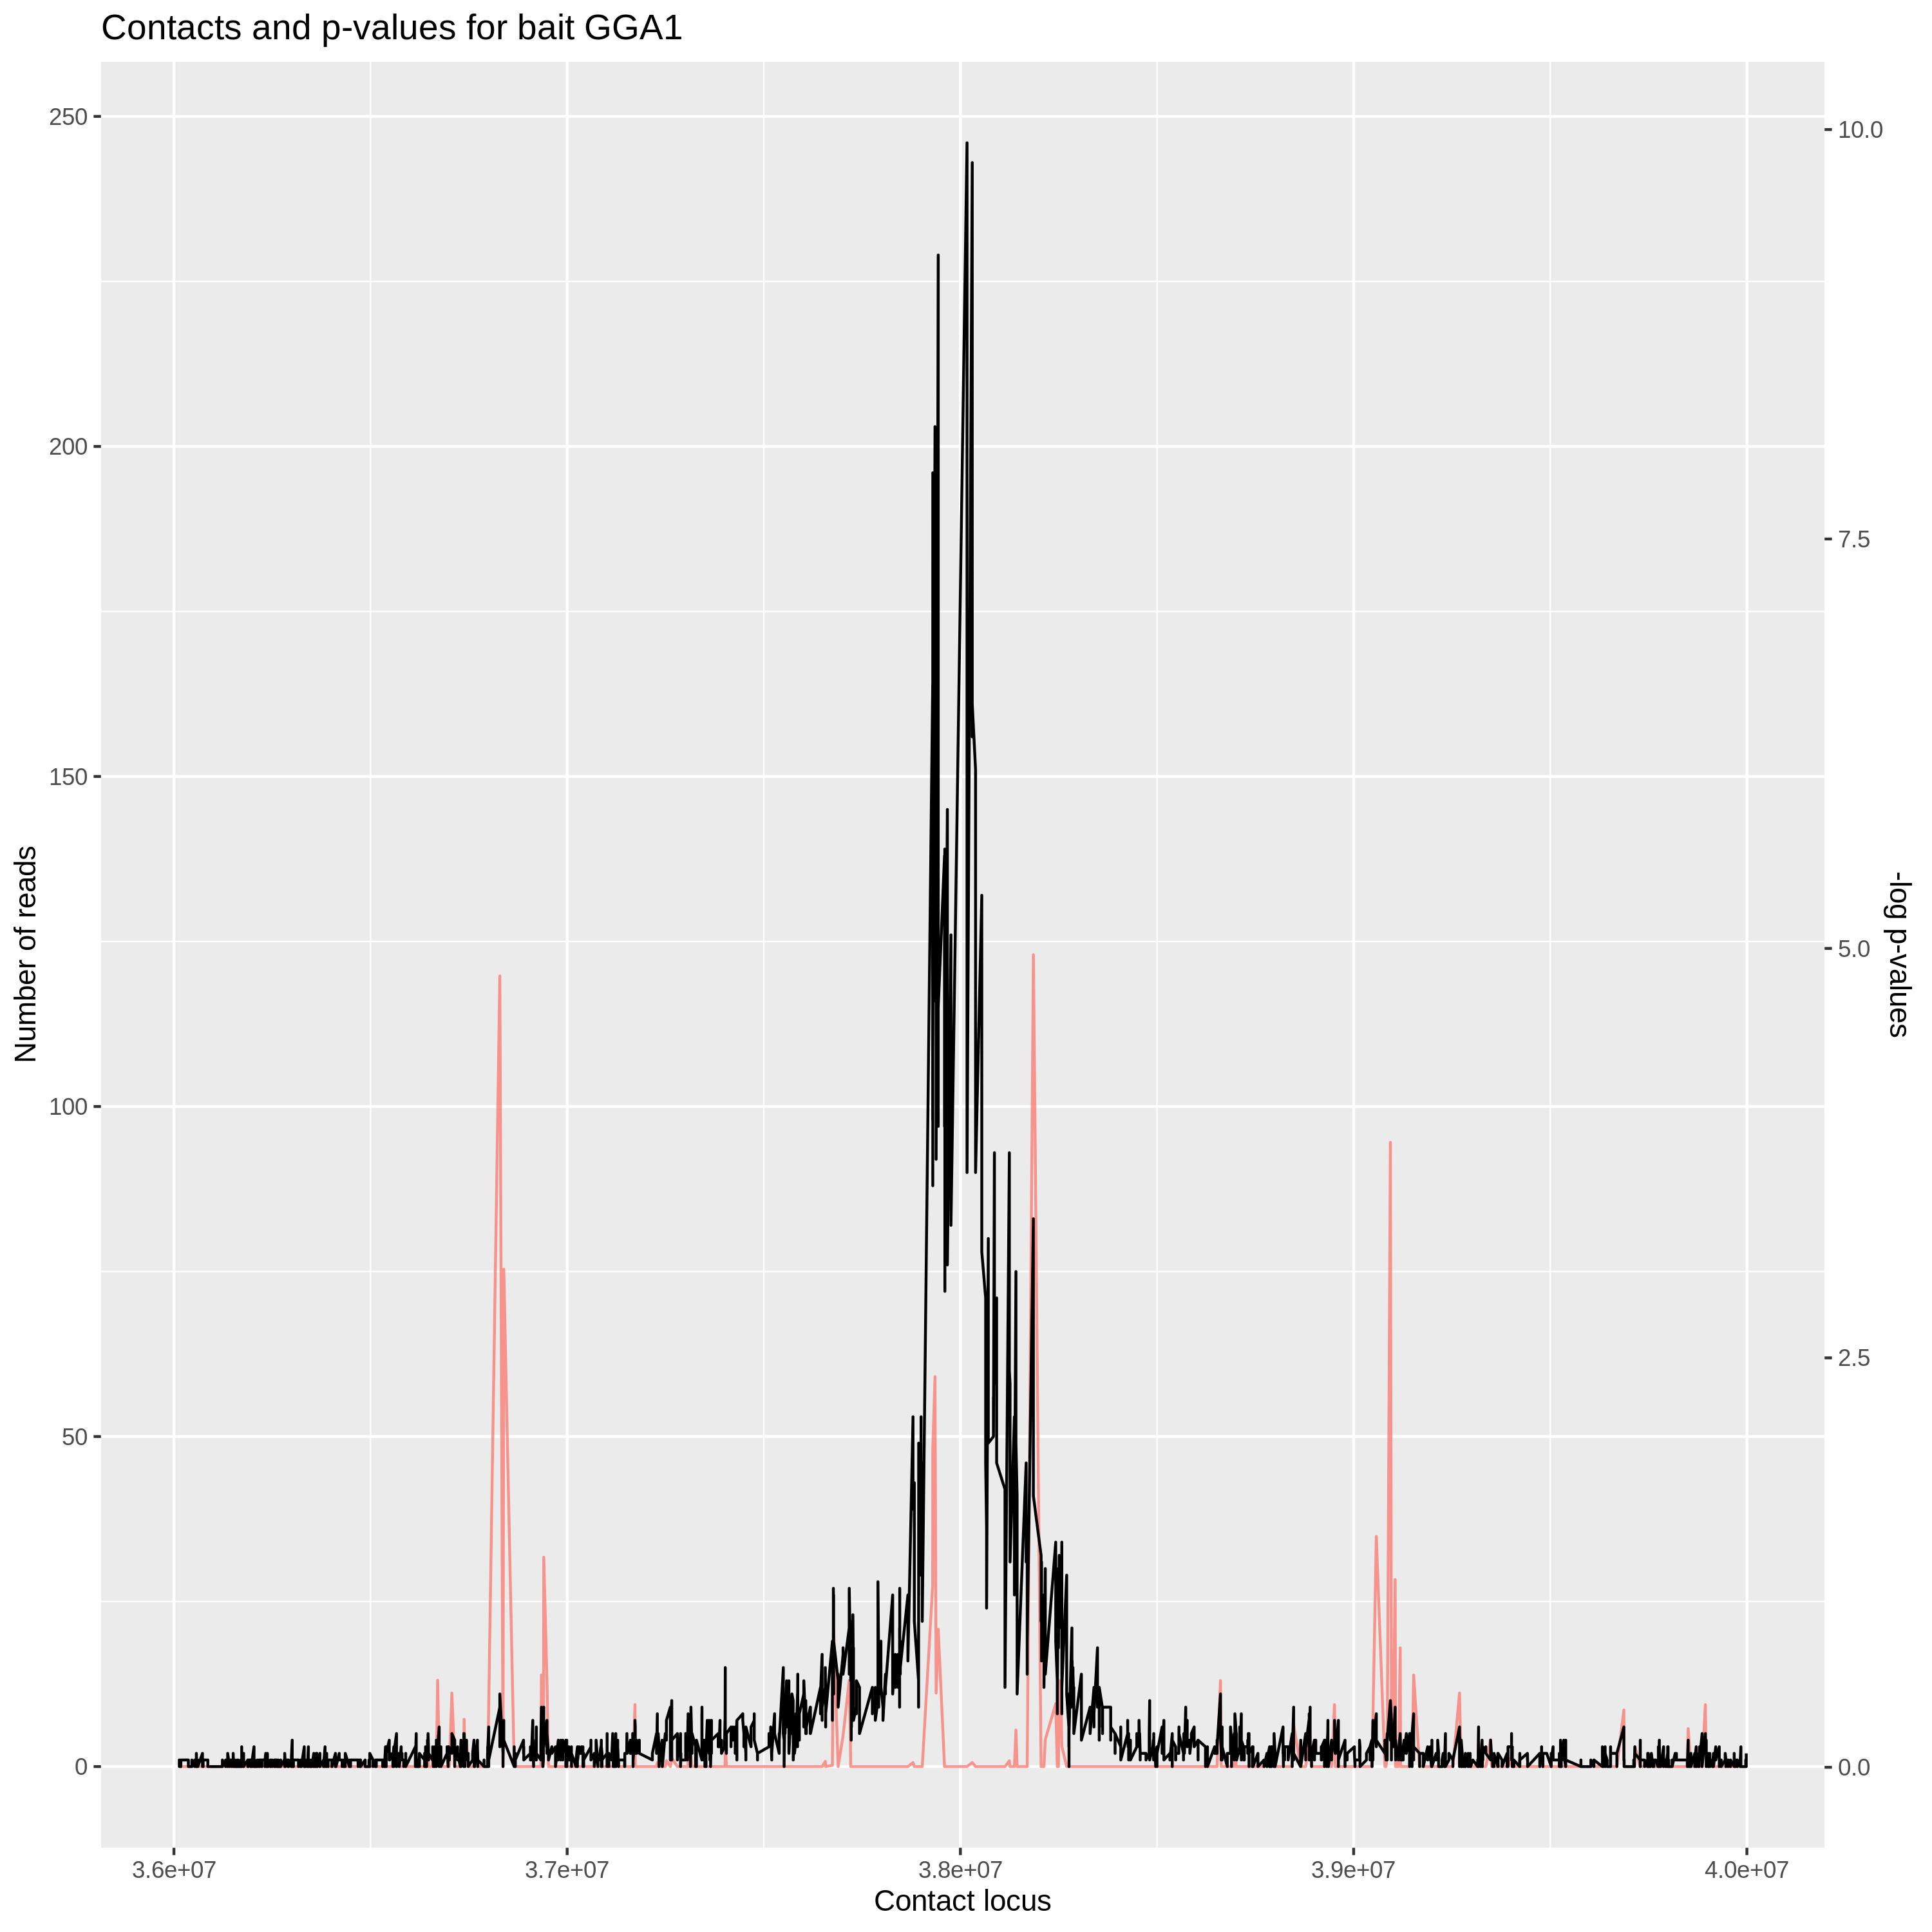 Contacts and p-values for bait GGA1
250
200
150
100
50
0
Number of reads
10.0
7.5
5.0
2.5
0.0
-log p-values
3.6e+07
3.7e+07
3.8e+07
3.9e+07
4.0e+07
Contact locus